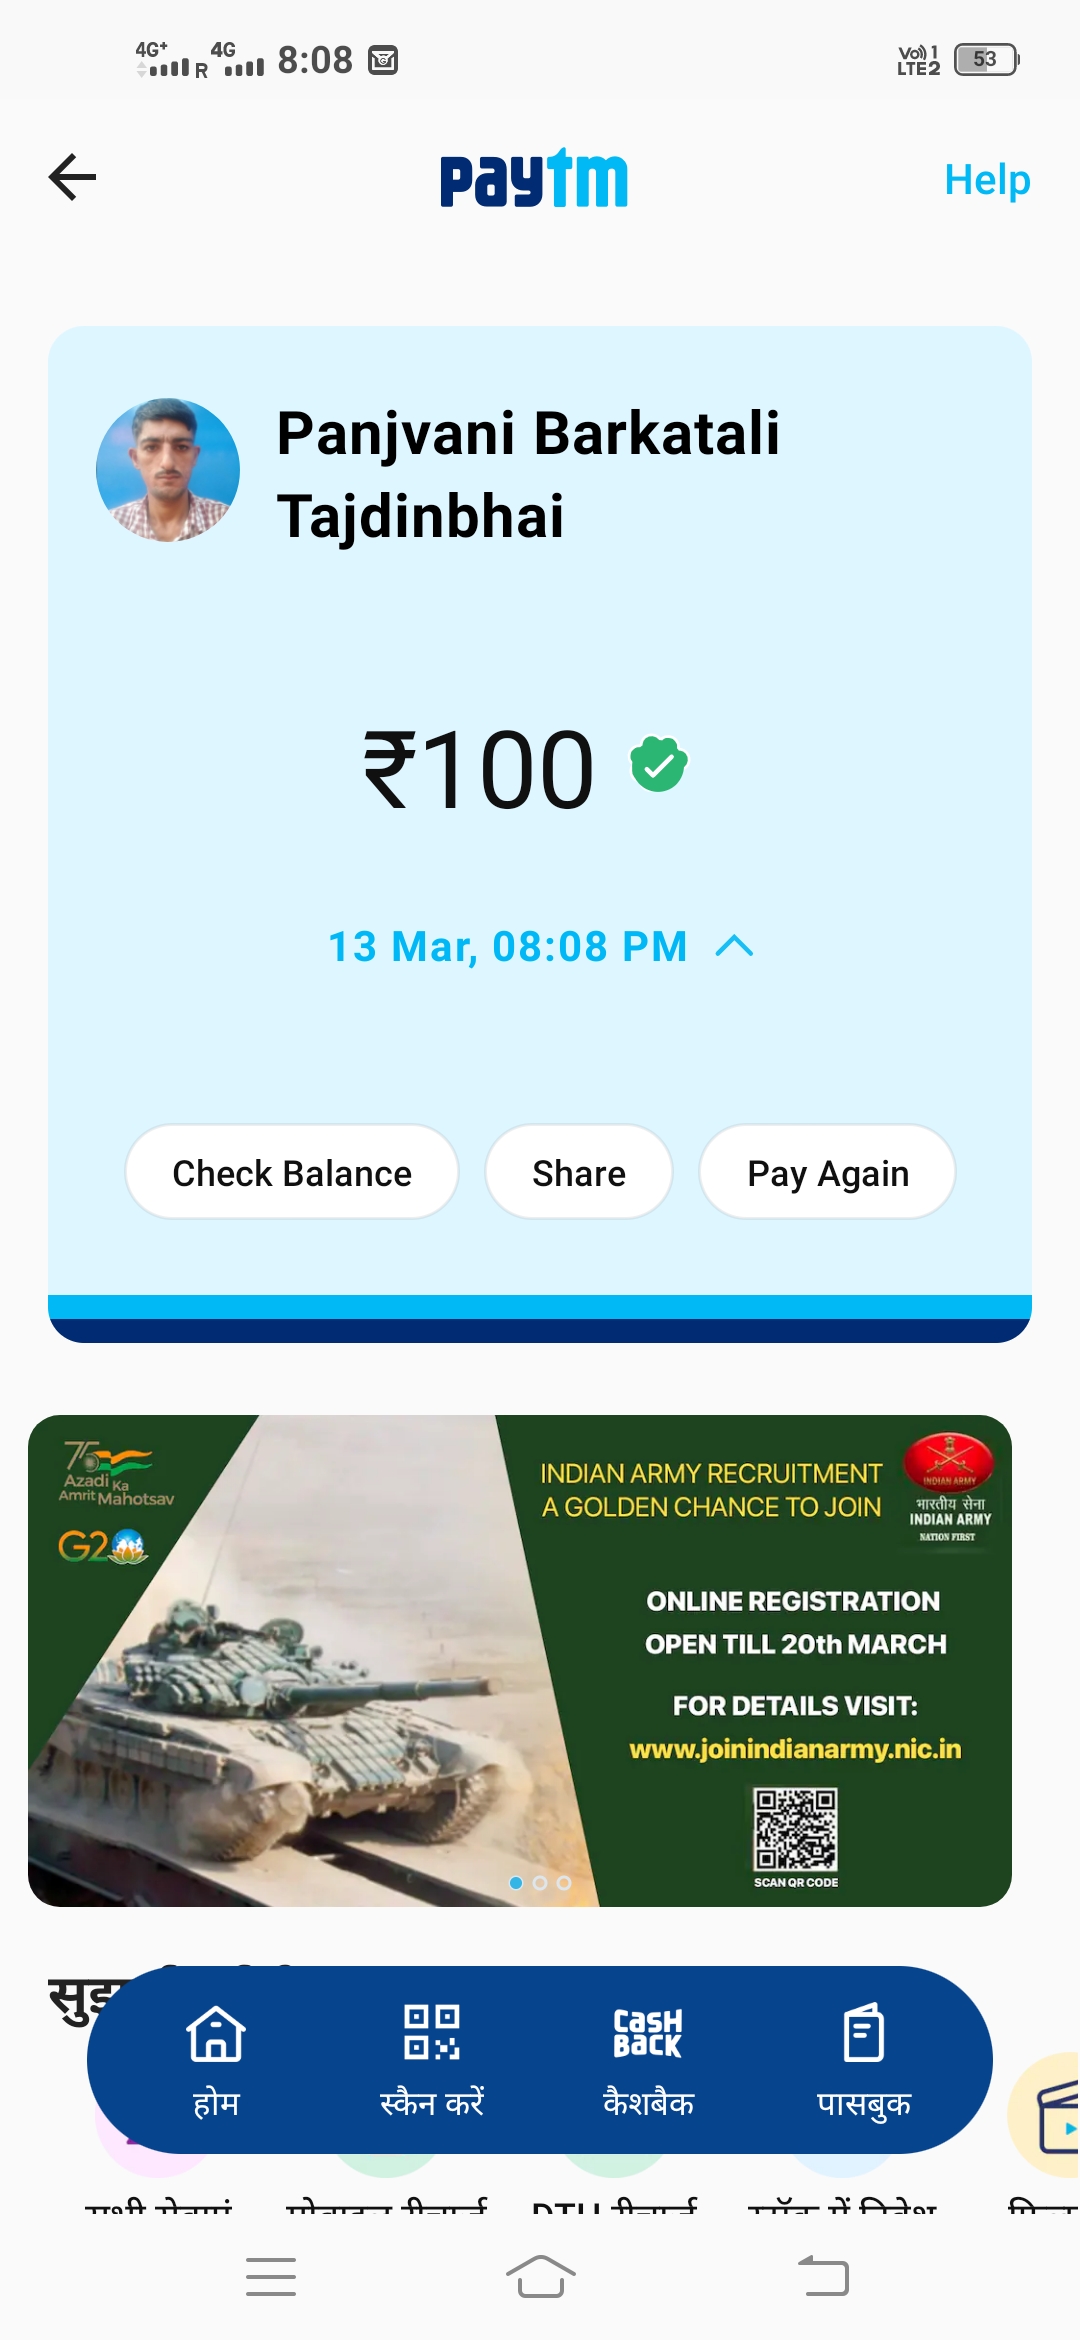 4G+ R 4G 8:08 Vo) 1 LTE2 53
paytm
Help
Panjvani Barkatali
Tajdinbhai
₹100
13 Mar, 08:08 PM
Check Balance
Share
Pay Again
75
Azadi Ka
Amrit Mahotsav
G20
INDIAN ARMY RECRUITMENT
A GOLDEN CHANCE TO JOIN
INDIAN ARMY
भारतीय सेना
INDIAN ARMY
NATION FIRST
ONLINE REGISTRATION
OPEN TILL 20th MARCH
FOR DETAILS VISIT:
www.joinindianarmy.nic.in
SCAN QR CODE
CASH BACK
होम
स्कैन करें
कैशबैक
पासबुक